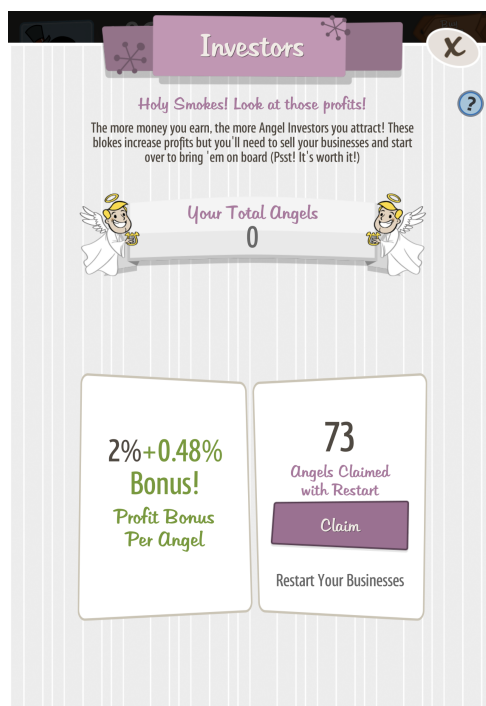 Investors
X
Holy Smokes! Look at those profits!
?
The more money you earn, the more Angel Investors you attract! These
blokes increase profits but you'll need to sell your businesses and start
over to bring 'em on board (Psst! It's worth it!)
Your Total Angels
0
2%+0.48%
Bonus!
Profit Bonus
Per Angel
73
Angels Claimed
with Restart
Claim
Restart Your Businesses